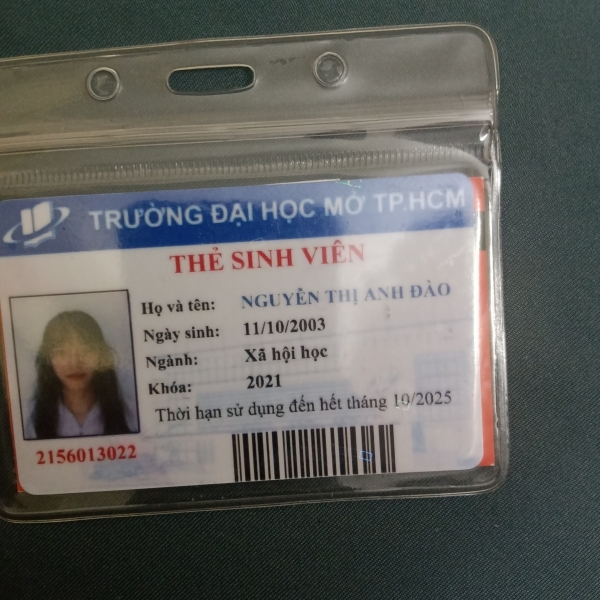 TRƯỜNG ĐẠI HỌC MỞ TP.HCM
THẺ SINH VIÊN
Họ và tên: NGUYỄN THỊ ANH ĐÀO
Ngày sinh: 11/10/2003
Ngành: Xã hội học
Khóa: 2021
Thời hạn sử dụng đến hết tháng 10/2025
2156013022